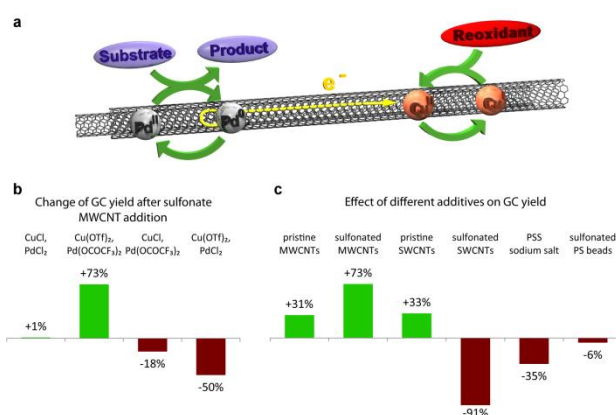 a
Substrate
Product
Reoxidant
e⁻
Pdᴵᴵ
Pd⁰
b
Change of GC yield after sulfonate
MWCNT addition
CuCl,
PdCl₂
Cu(OTf)₂,
Pd(OCOCF₃)₂
CuCl,
Pd(OCOCF₃)₂
Cu(OTf)₂,
PdCl₂
+1%
+73%
-18%
-50%
c
Effect of different additives on GC yield
pristine
MWCNTs
sulfonated
MWCNTs
pristine
SWCNTs
sulfonated
SWCNTs
PSS
sodium salt
sulfonated
PS beads
+31%
+73%
+33%
-91%
-35%
-6%